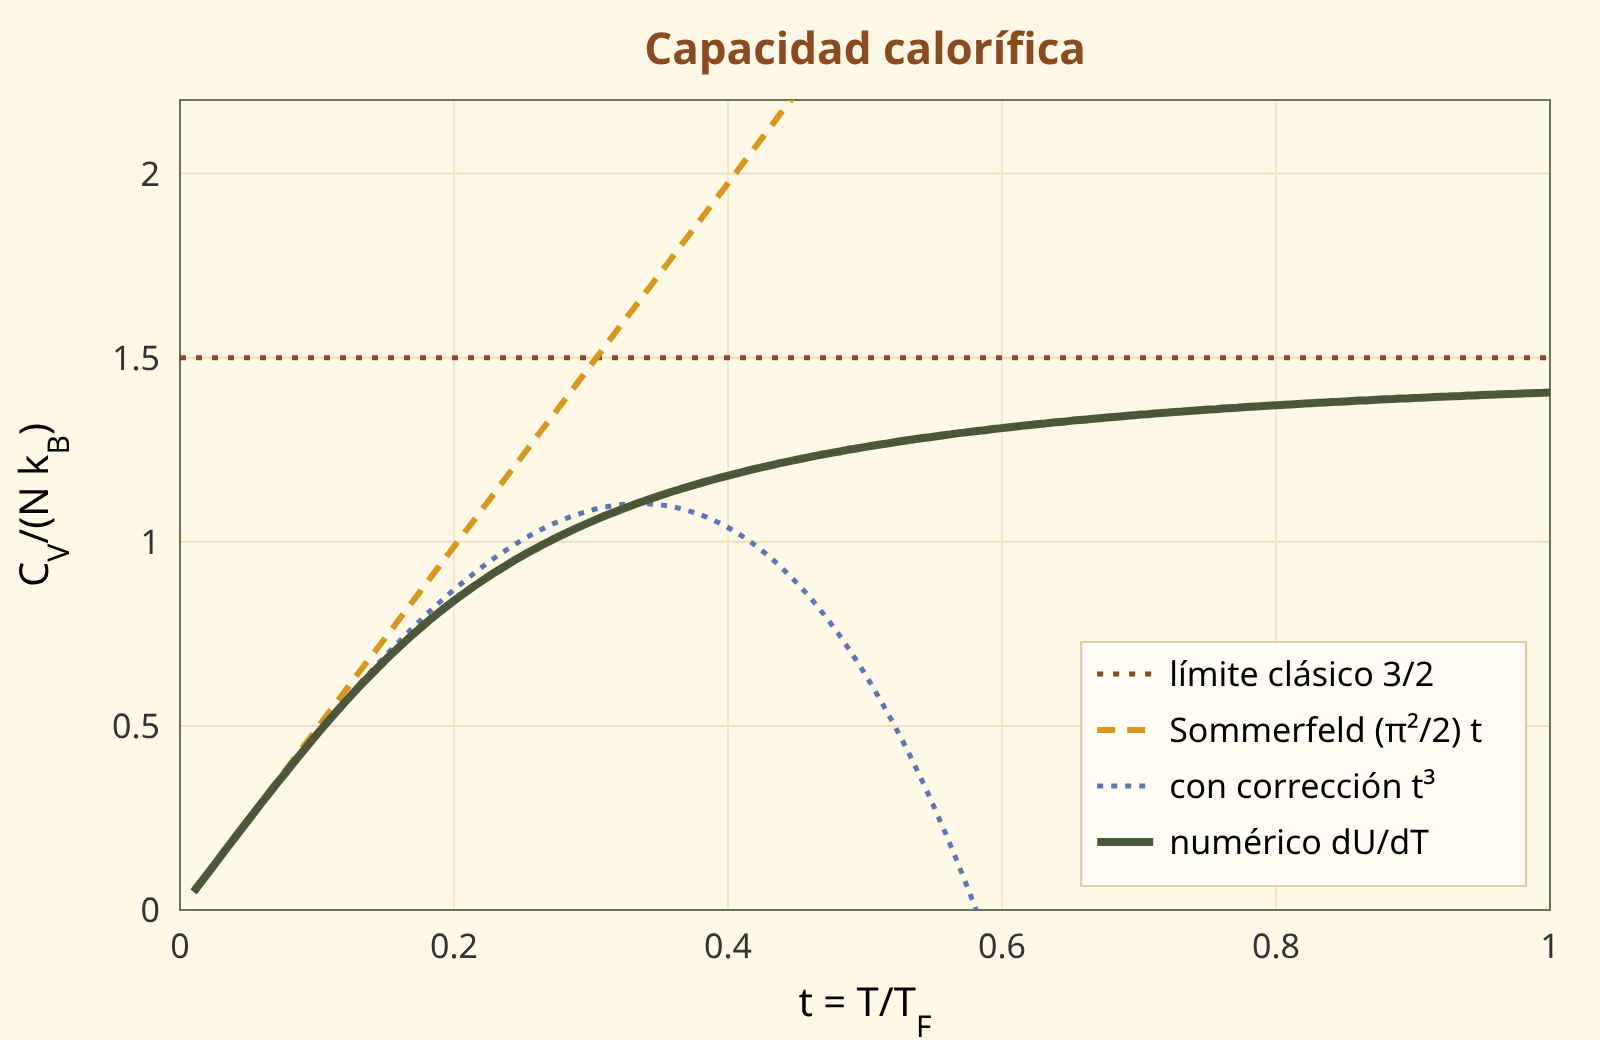 Capacidad calorífica
C_V/(N k_B)
2
1.5
1
0.5
0
0
0.2
0.4
0.6
0.8
1
t = T/T_F
límite clásico 3/2
Sommerfeld (π²/2) t
con corrección t³
numérico dU/dT